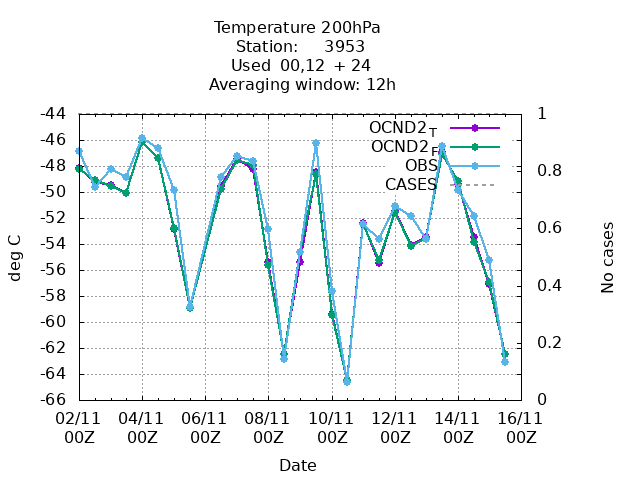 Temperature 200hPa
Station: 3953
Used 00,12 + 24
Averaging window: 12h
OCND2_T
OCND2_F
OBS
CASES
-44
-46
-48
-50
-52
-54
-56
-58
-60
-62
-64
-66
1
0.8
0.6
0.4
0.2
0
deg C
No cases
02/11 04/11 06/11 08/11 10/11 12/11 14/11 16/11
00Z 00Z 00Z 00Z 00Z 00Z 00Z 00Z
Date